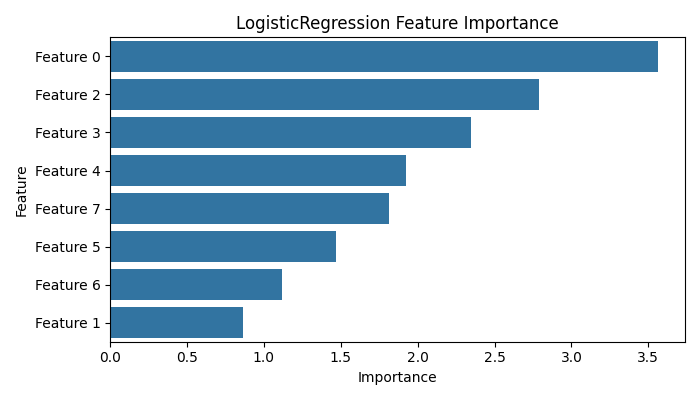 LogisticRegression Feature Importance
Feature 0
Feature 2
Feature 3
Feature 4
Feature 7
Feature 5
Feature 6
Feature 1
Feature
0.0 0.5 1.0 1.5 2.0 2.5 3.0 3.5
Importance